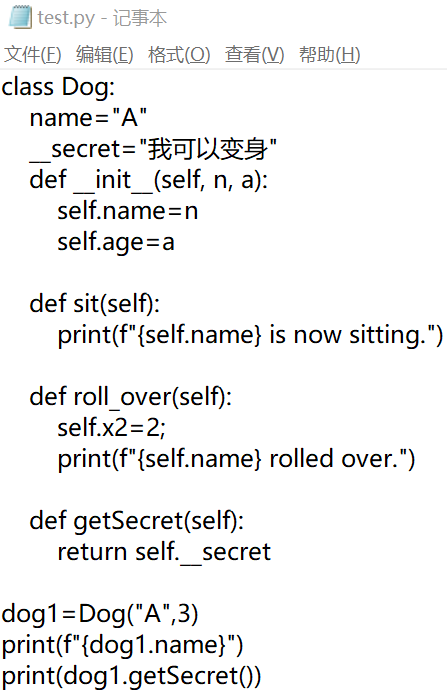 test.py - 记事本
文件(F) 编辑(E) 格式(O) 查看(V) 帮助(H)
class Dog:
    name="A"
    __secret="我可以变身"
    def __init__(self, n, a):
        self.name=n
        self.age=a

    def sit(self):
        print(f"{self.name} is now sitting.")

    def roll_over(self):
        self.x2=2;
        print(f"{self.name} rolled over.")

    def getSecret(self):
        return self.__secret

dog1=Dog("A",3)
print(f"{dog1.name}")
print(dog1.getSecret())